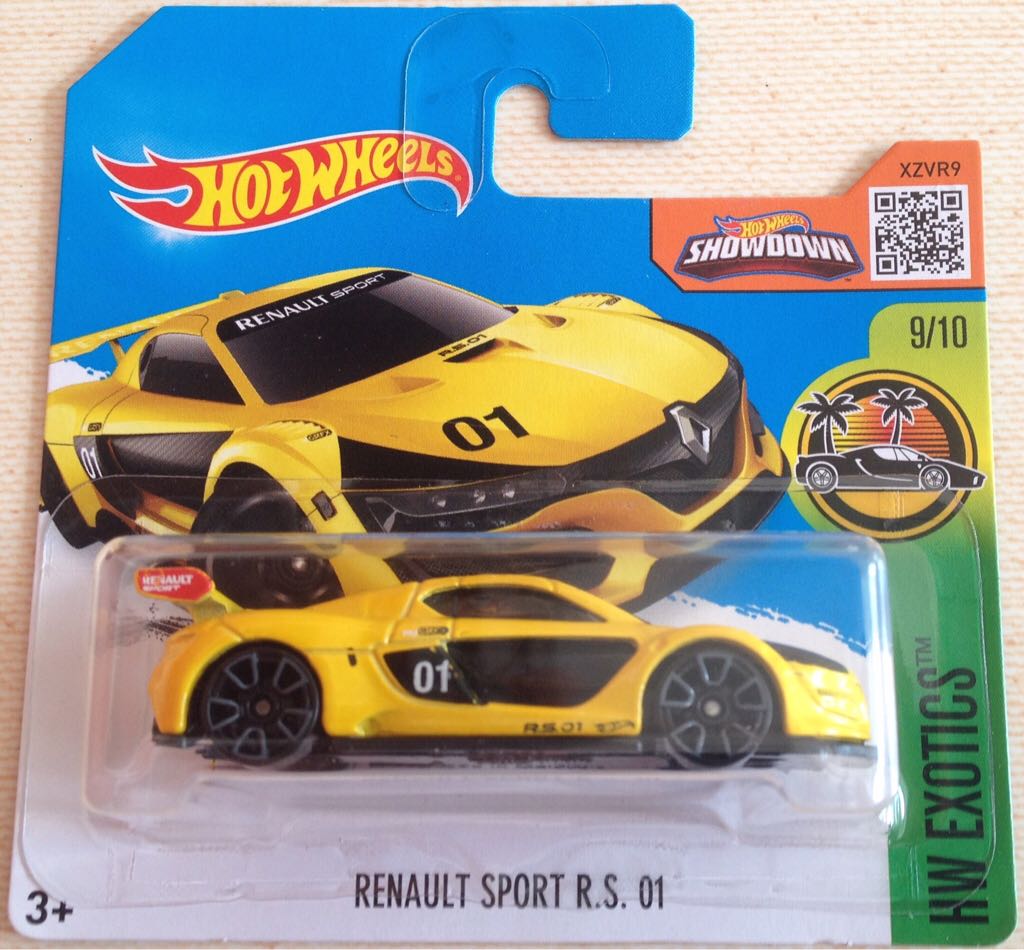 HOT WHEELS
XZVR9
HOT WHEELS
SHOWDOWN™
9/10
RENAULT SPORT
R.S.01
01
01
RENAULT
SPORT
01
R.S.01
HW EXOTICS™
RENAULT SPORT R.S. 01
3+